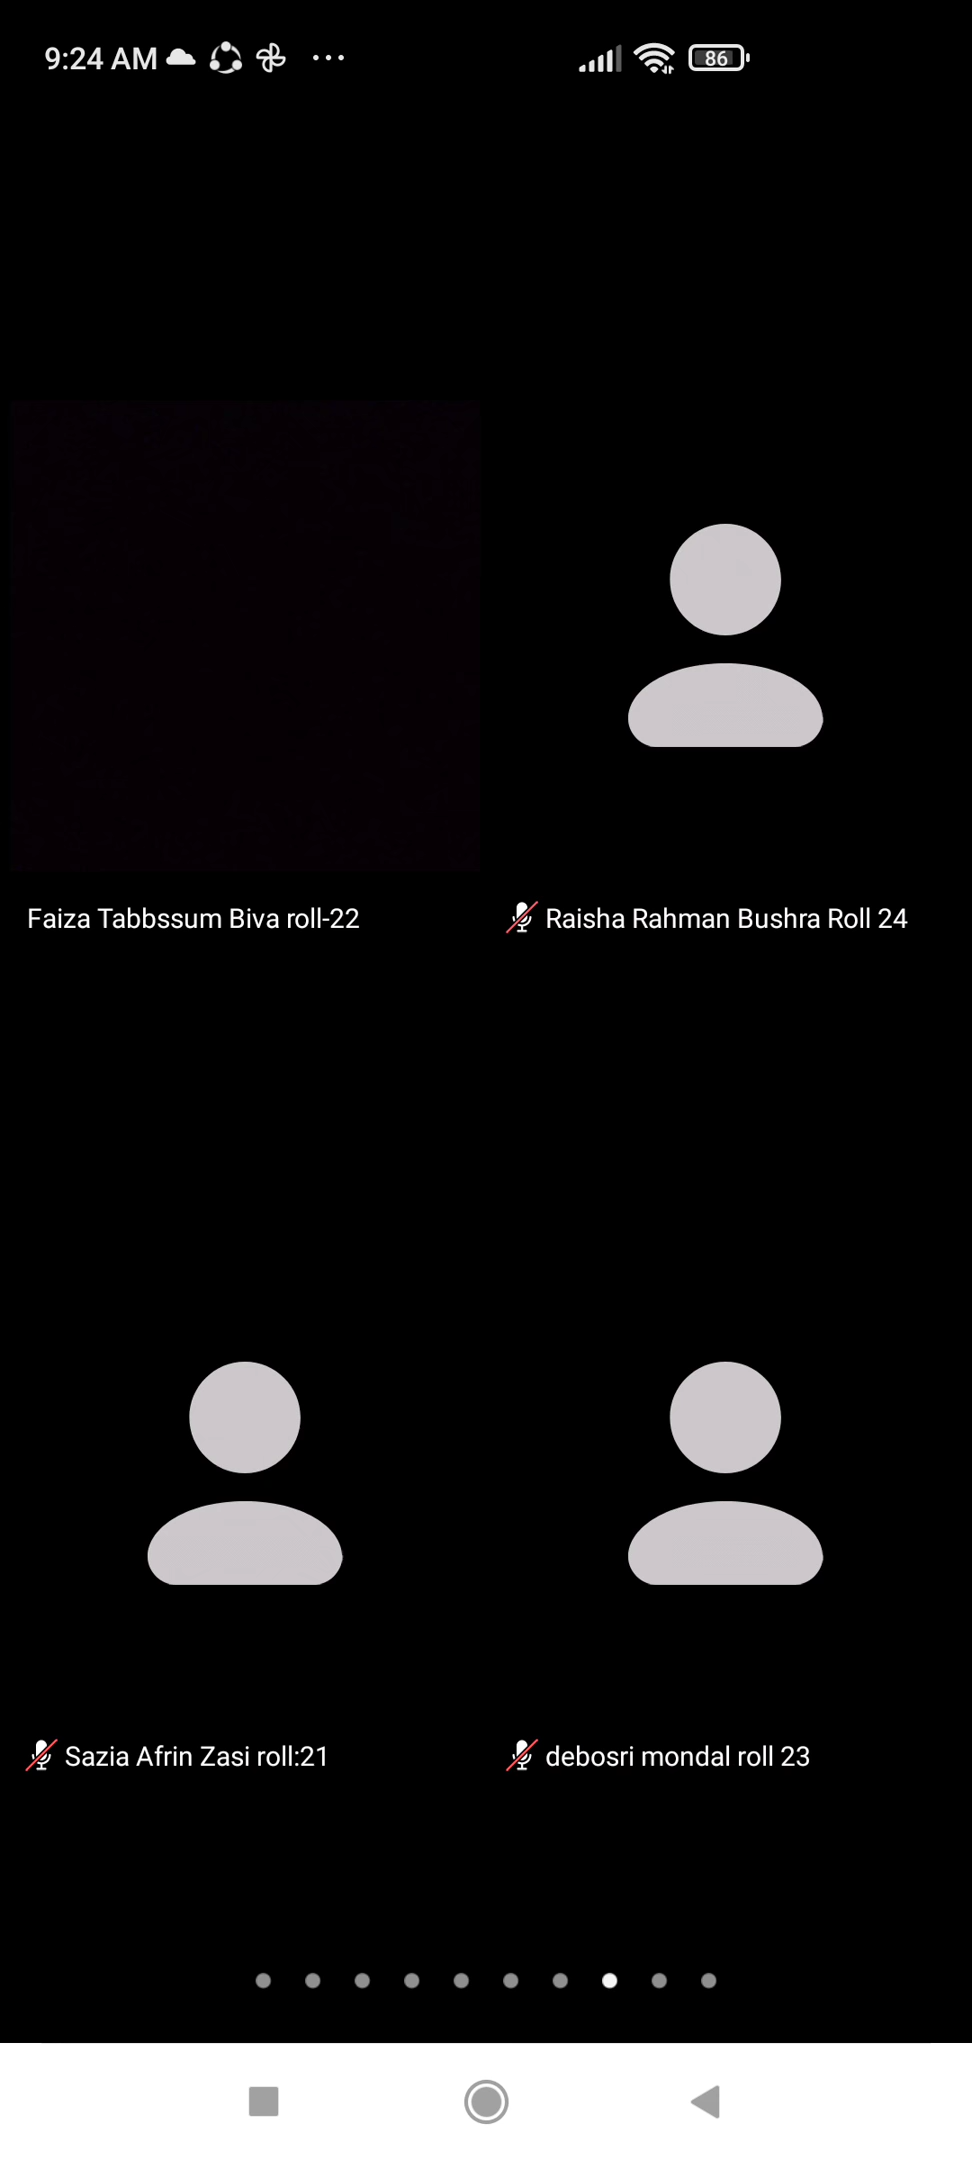 9:24 AM
86
Faiza Tabbssum Biva roll-22
Raisha Rahman Bushra Roll 24
Sazia Afrin Zasi roll:21
debosri mondal roll 23